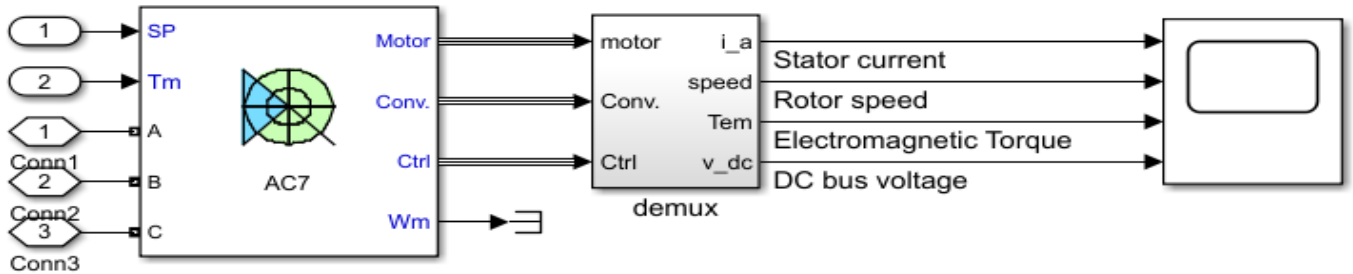 1
SP
Motor
motor
i_a
Stator current
2
Tm
speed
Rotor speed
1
A
Conv.
Conv.
Tem
Electromagnetic Torque
Conn1
2
B
AC7
Ctrl
Ctrl
v_dc
DC bus voltage
Conn2
demux
3
C
Wm
Conn3